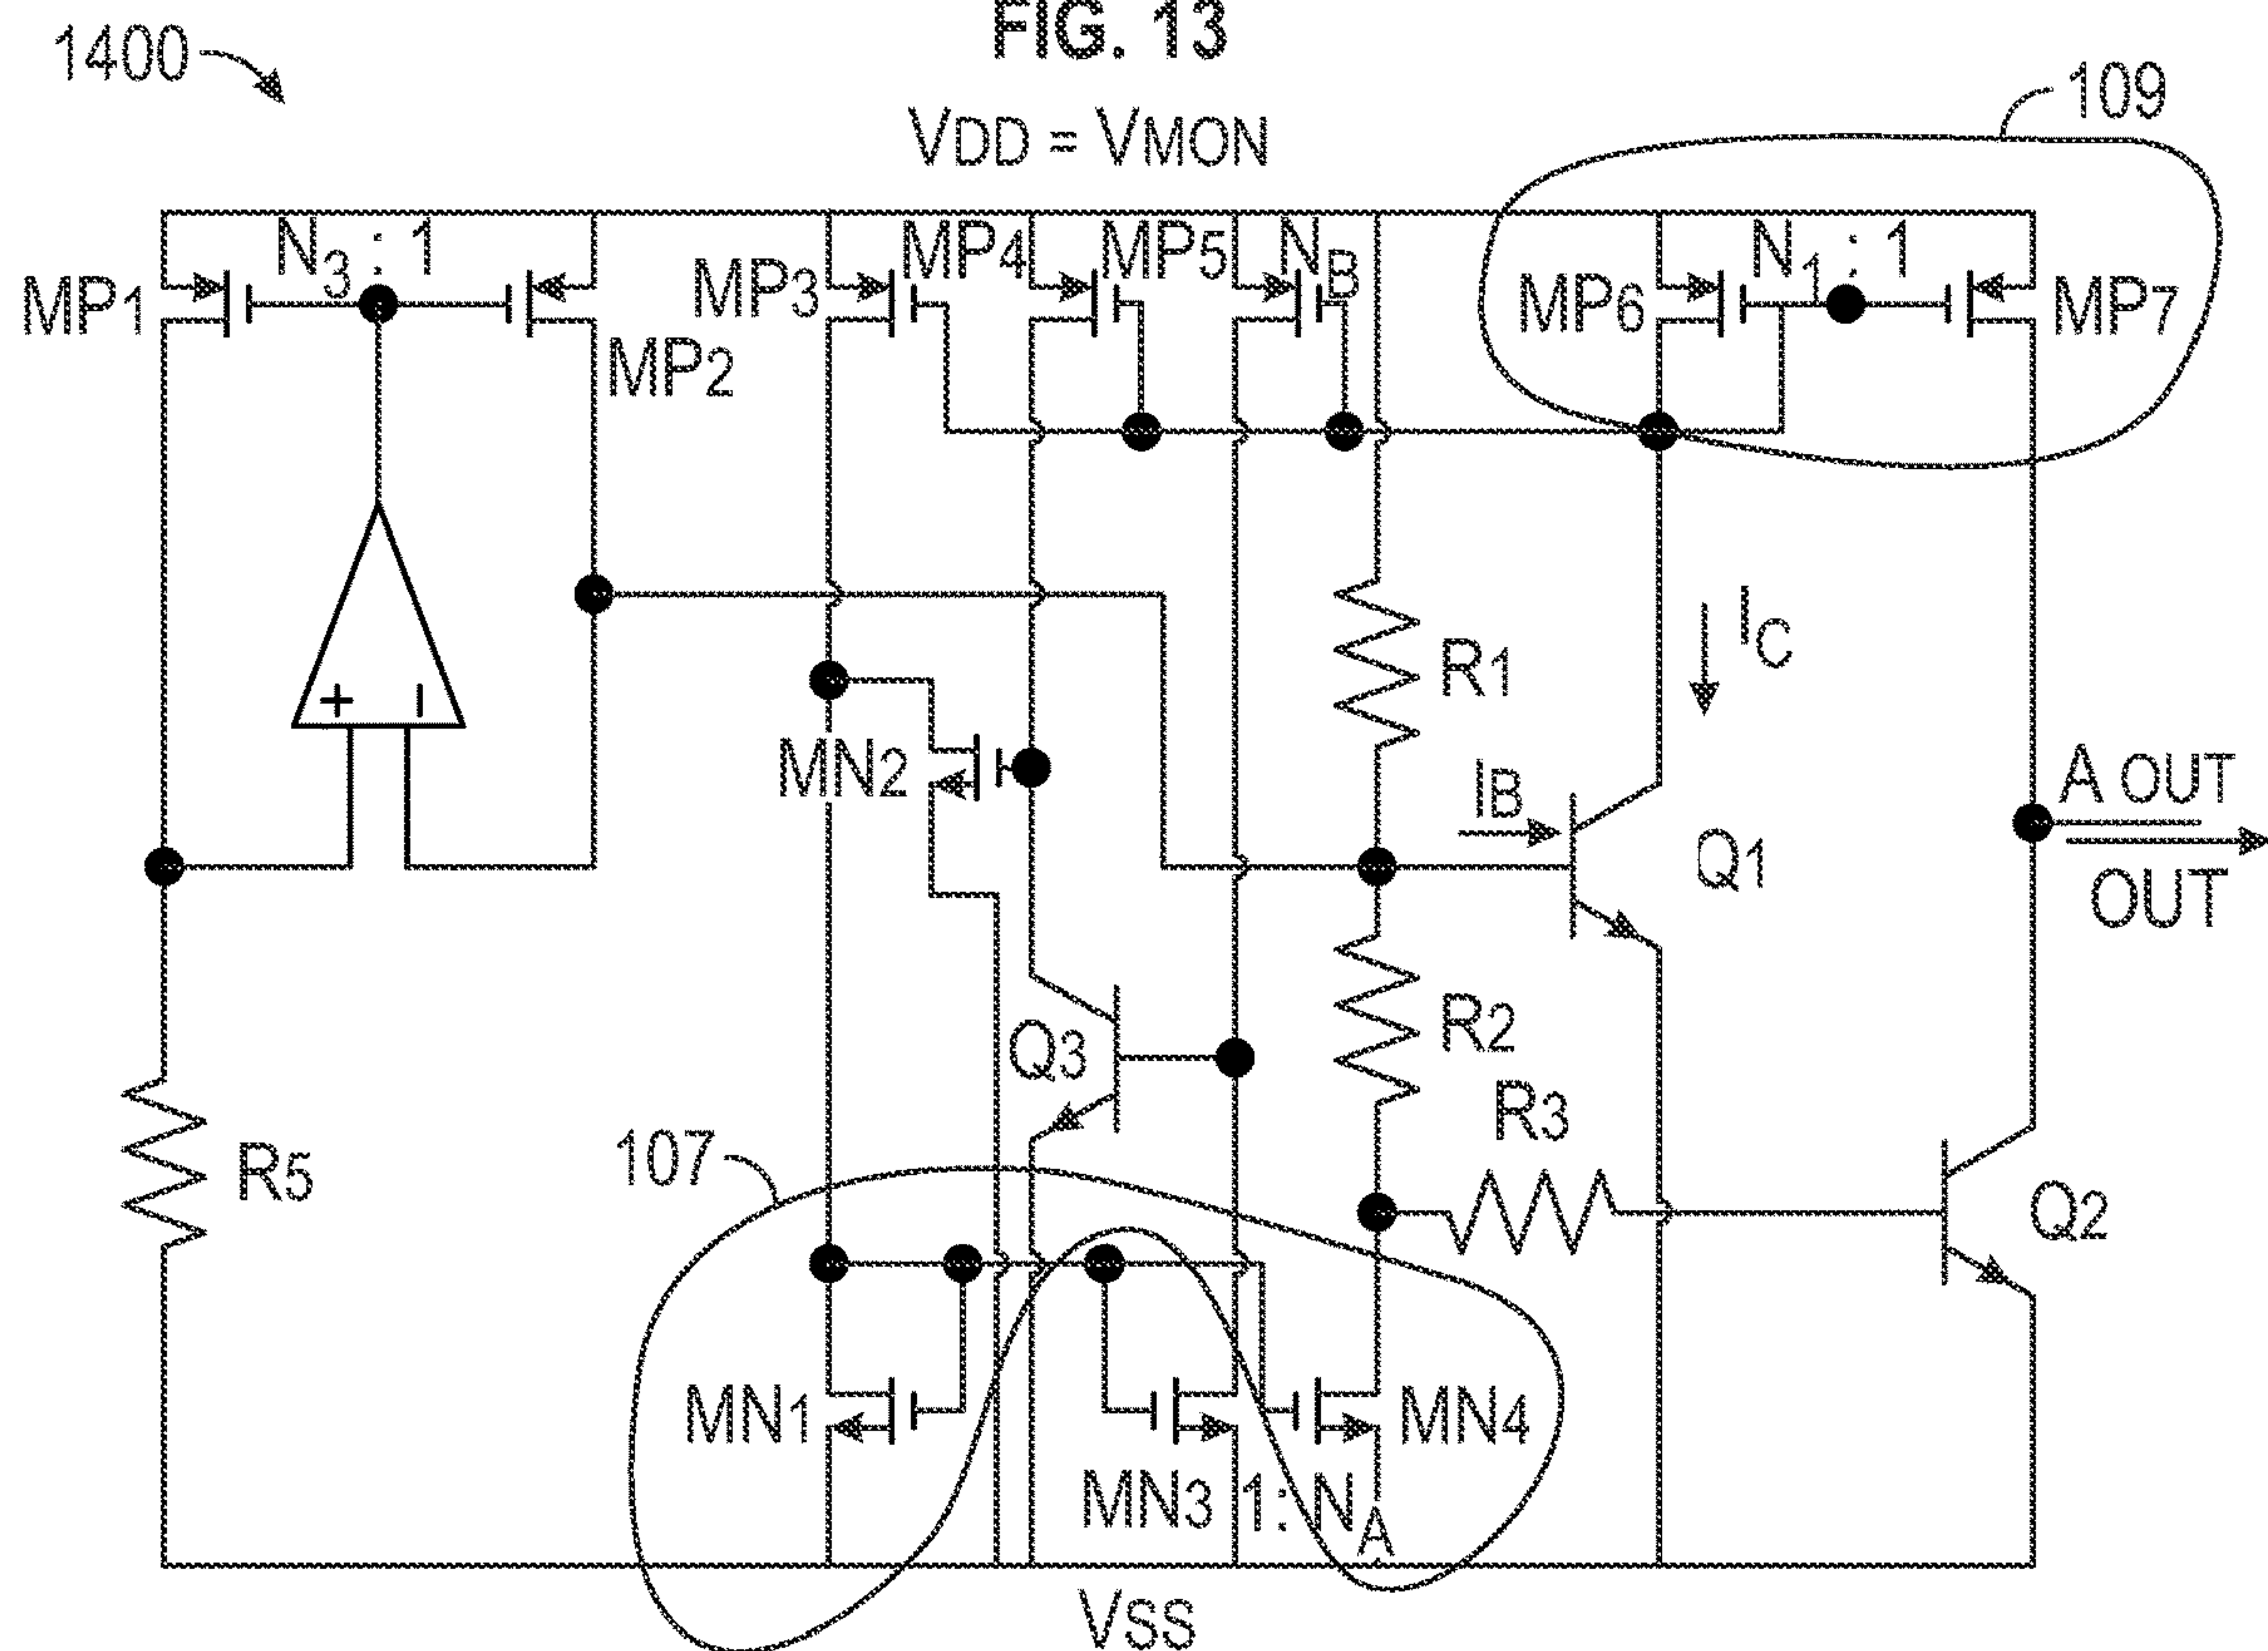 FIG. 13
1400
109
VDD = VMON
N3 : 1
MP1
MP2
MP3
MP4
MP5
NB
N1 : 1
MP6
MP7
+
−
R1
IC
MN2
IB
Q1
A OUT
OUT
Q3
R2
R3
R5
107
Q2
MN1
MN3 1 : NA
MN4
VSS